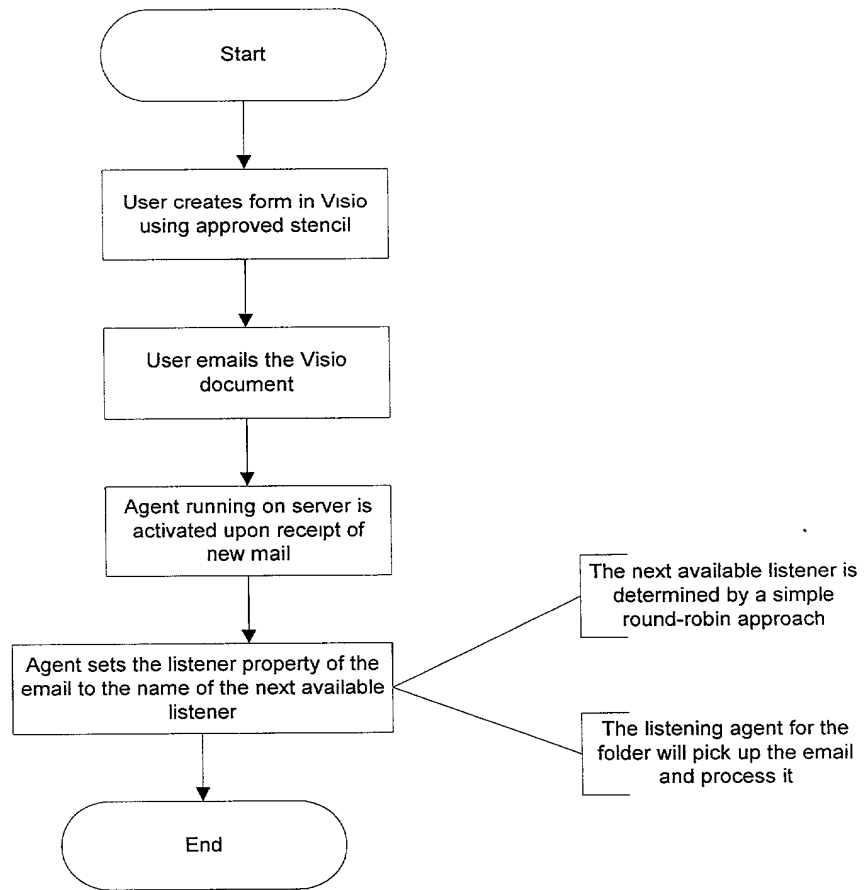 Start
User creates form in Visio
using approved stencil
User emails the Visio
document
Agent running on server is
activated upon receipt of
new mail
Agent sets the listener property of the
email to the name of the next available
listener
The next available listener is
determined by a simple
round-robin approach
The listening agent for the
folder will pick up the email
and process it
End